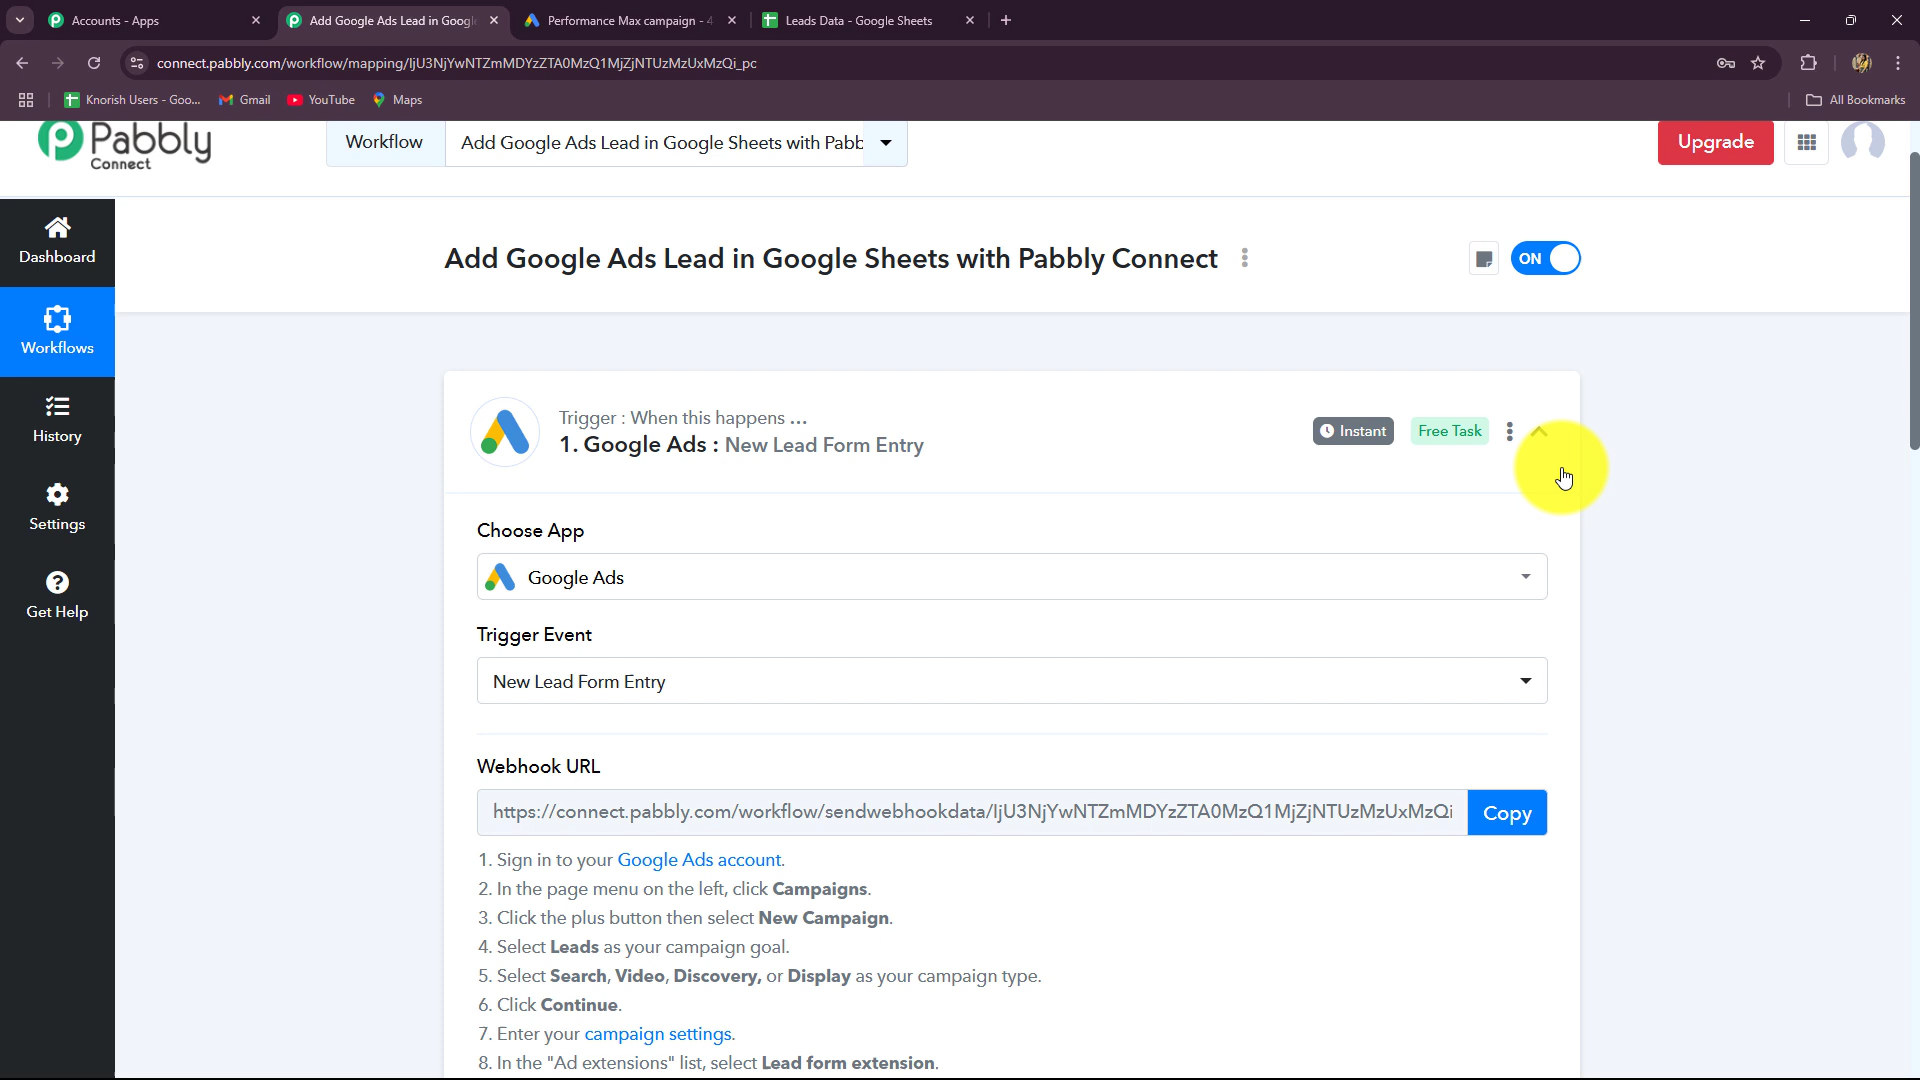 Accounts - Apps
Add Google Ads Lead in Googl
Performance Max campaign - 4
Leads Data - Google Sheets
connect.pabbly.com/workflow/mapping/IjU3NjYwNTZmMDYzZTA0MzQ1MjZjNTUzMzUxMzQi_pc
Knorish Users - Goo...
Gmail
YouTube
Maps
All Bookmarks
Pabbly
Connect
Workflow
Add Google Ads Lead in Google Sheets with Pabb
Upgrade
Dashboard
Workflows
History
Settings
Get Help
Add Google Ads Lead in Google Sheets with Pabbly Connect
ON
Trigger : When this happens ...
1. Google Ads : New Lead Form Entry
Instant
Free Task
Choose App
Google Ads
Trigger Event
New Lead Form Entry
Webhook URL
https://connect.pabbly.com/workflow/sendwebhookdata/IjU3NjYwNTZmMDYzZTA0MzQ1MjZjNTUzMzUxMzQi
Copy
1. Sign in to your Google Ads account.
2. In the page menu on the left, click Campaigns.
3. Click the plus button then select New Campaign.
4. Select Leads as your campaign goal.
5. Select Search, Video, Discovery, or Display as your campaign type.
6. Click Continue.
7. Enter your campaign settings.
8. In the "Ad extensions" list, select Lead form extension.